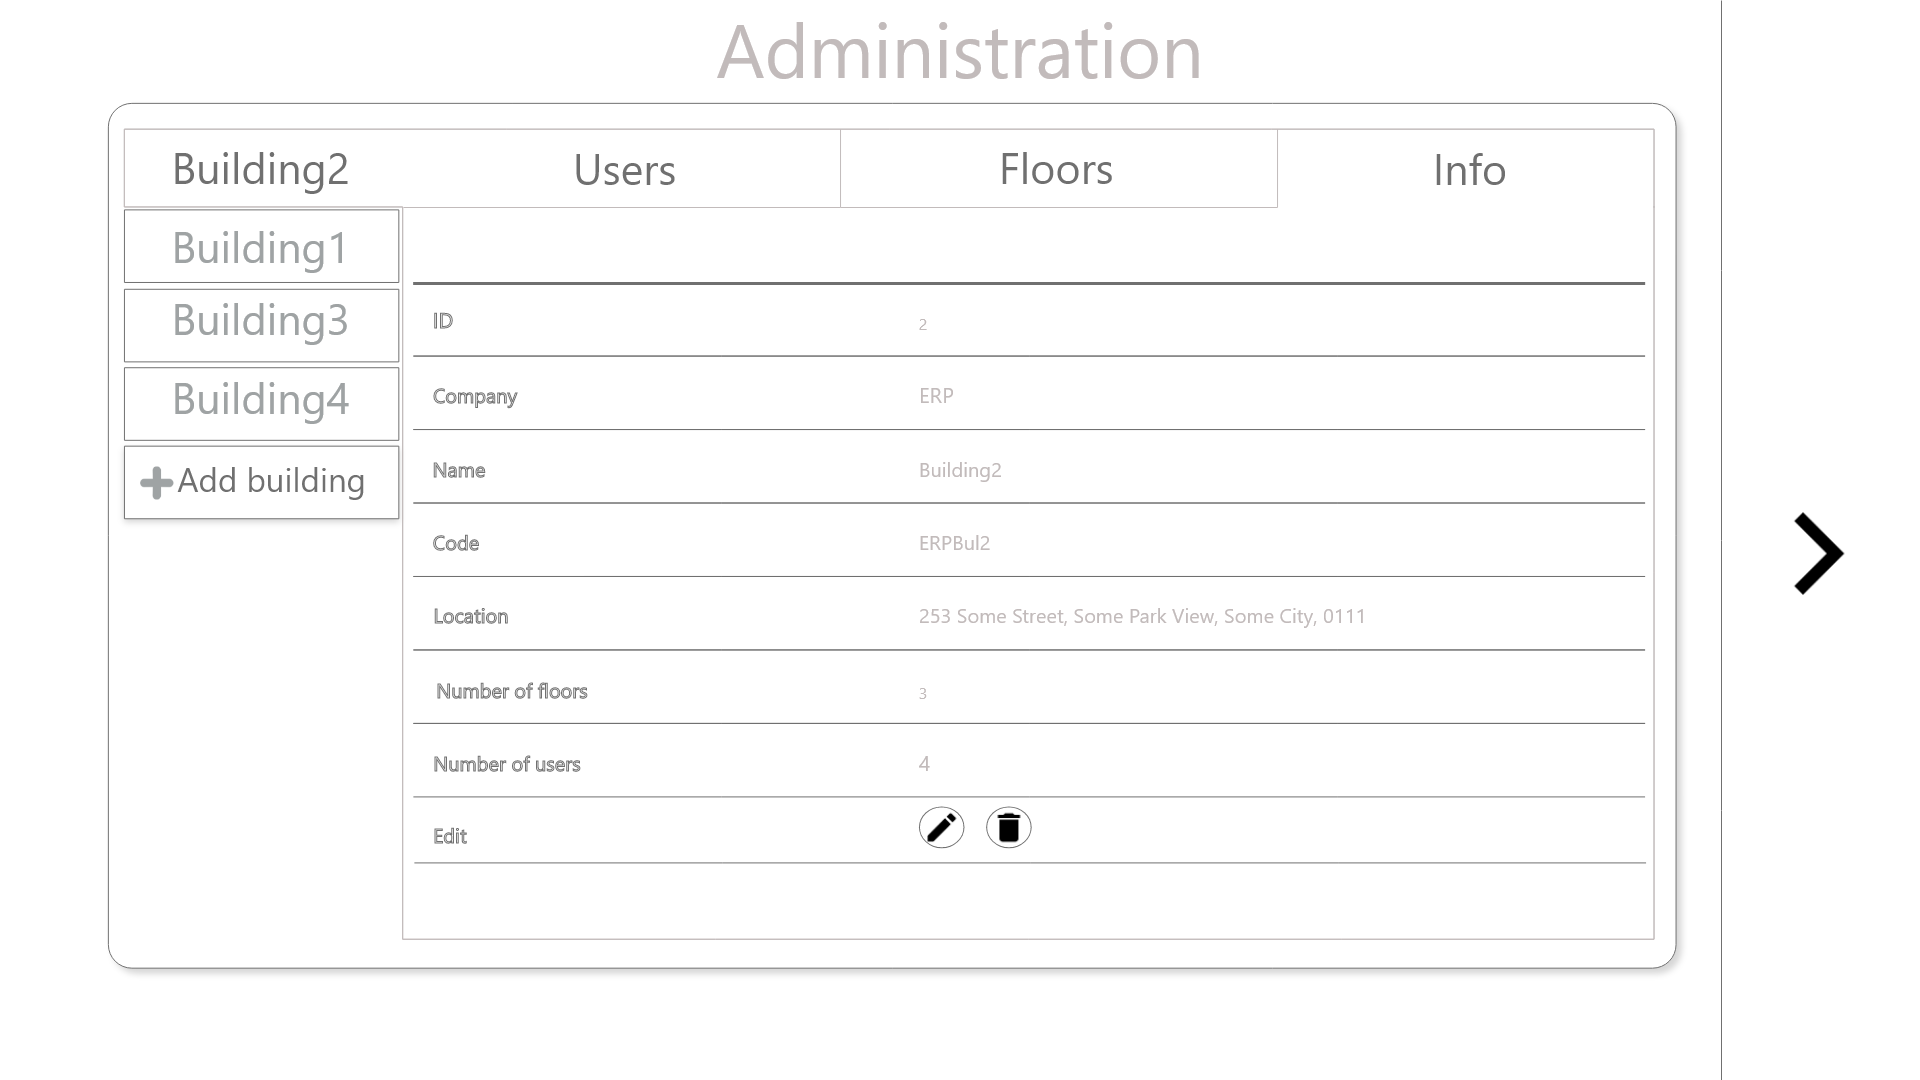 Administration
Building2 Users Floors Info
Building1
Building3
Building4
Add building
ID 2
Company ERP
Name Building2
Code ERPBul2
Location 253 Some Street, Some Park View, Some City, 0111
Number of floors 3
Number of users 4
Edit